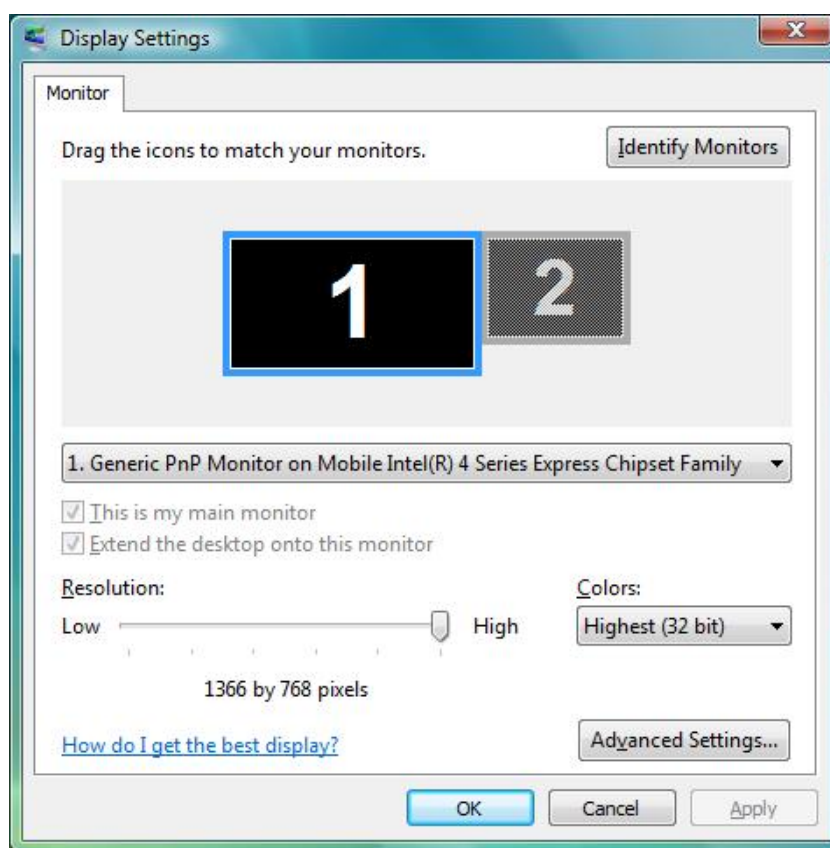 Display Settings
Monitor
Drag the icons to match your monitors.
Identify Monitors
1
2
1. Generic PnP Monitor on Mobile Intel(R) 4 Series Express Chipset Family
This is my main monitor
Extend the desktop onto this monitor
Resolution:
Colors:
Low
High
Highest (32 bit)
1366 by 768 pixels
How do I get the best display?
Advanced Settings...
OK
Cancel
Apply